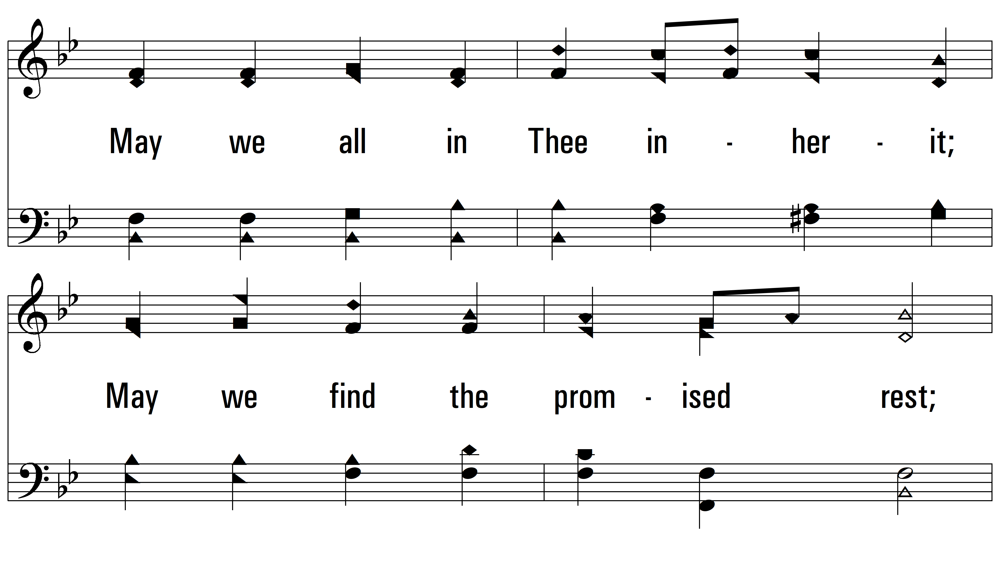 May we all in Thee in - her - it;
May we find the prom - ised rest;